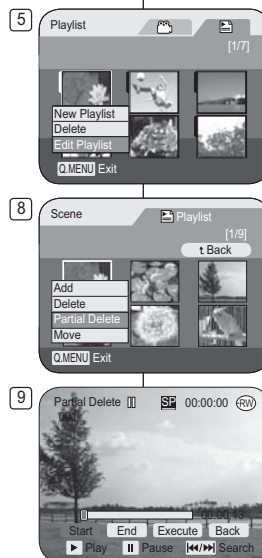 5
Playlist
[1/7]
New Playlist
Delete
Edit Playlist
Q.MENU Exit
8
Scene Playlist
[1/9]
Back
Add
Delete
Partial Delete
Move
Q.MENU Exit
9
Partial Delete SP 00:00:00 RW
00:00:13
Start End Execute Back
Play Pause Search